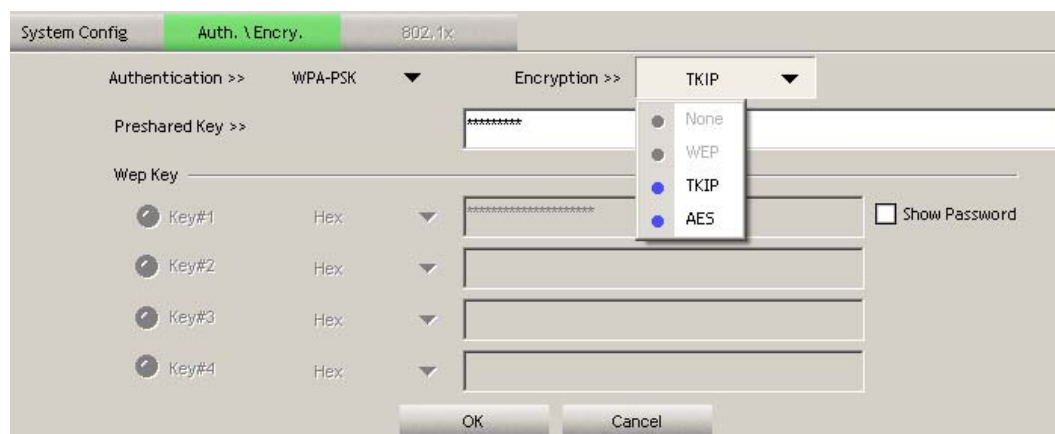 System Config Auth. \ Encry. 802.1x
Authentication >> WPA-PSK Encryption >> TKIP
Preshared Key >> *********
None
WEP
Wep Key
TKIP
Key#1 Hex ********************* AES Show Password
Key#2 Hex
Key#3 Hex
Key#4 Hex
OK Cancel